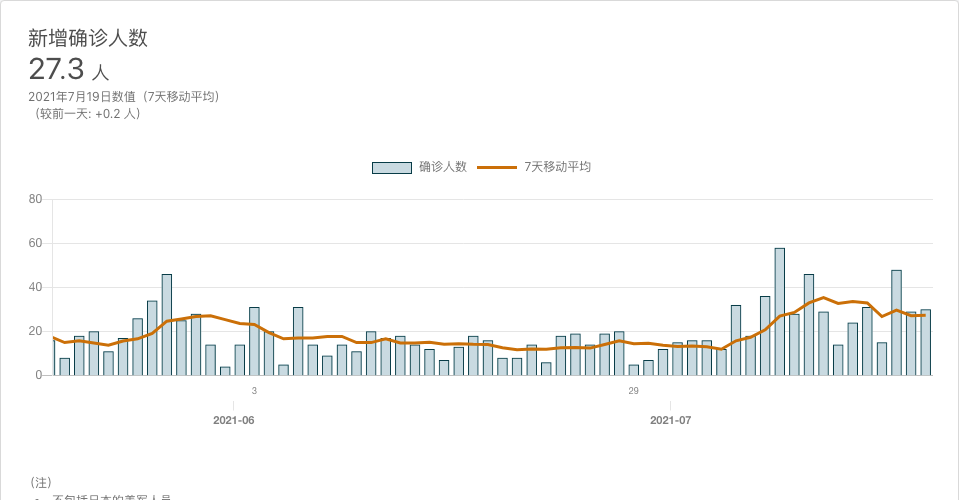 新增确诊人数
27.3 人
2021年7月19日数值（7天移动平均）
（较前一天: +0.2 人）
确诊人数 7天移动平均
80
60
40
20
0
3 29
2021-06 2021-07
（注）